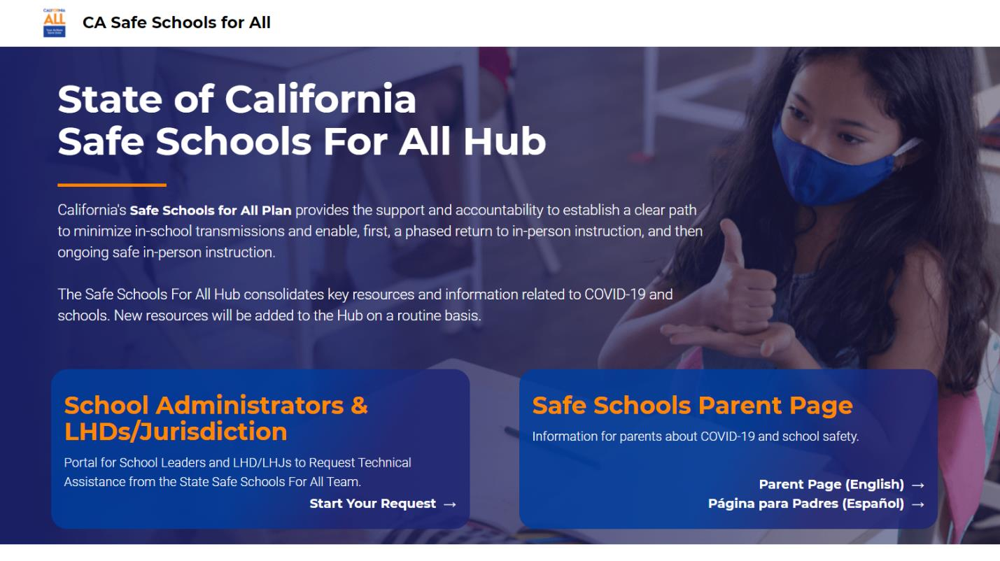 CALIFORNIA
ALL
Your Actions
Save Lives
CA Safe Schools for All
State of California
Safe Schools For All Hub
California's Safe Schools for All Plan provides the support and accountability to establish a clear path
to minimize in-school transmissions and enable, first, a phased return to in-person instruction, and then
ongoing safe in-person instruction.
The Safe Schools For All Hub consolidates key resources and information related to COVID-19 and
schools. New resources will be added to the Hub on a routine basis.
School Administrators &
LHDs/Jurisdiction
Portal for School Leaders and LHD/LHJs to Request Technical
Assistance from the State Safe Schools For All Team.
Start Your Request →
Safe Schools Parent Page
Information for parents about COVID-19 and school safety.
Parent Page (English) →
Página para Padres (Español) →